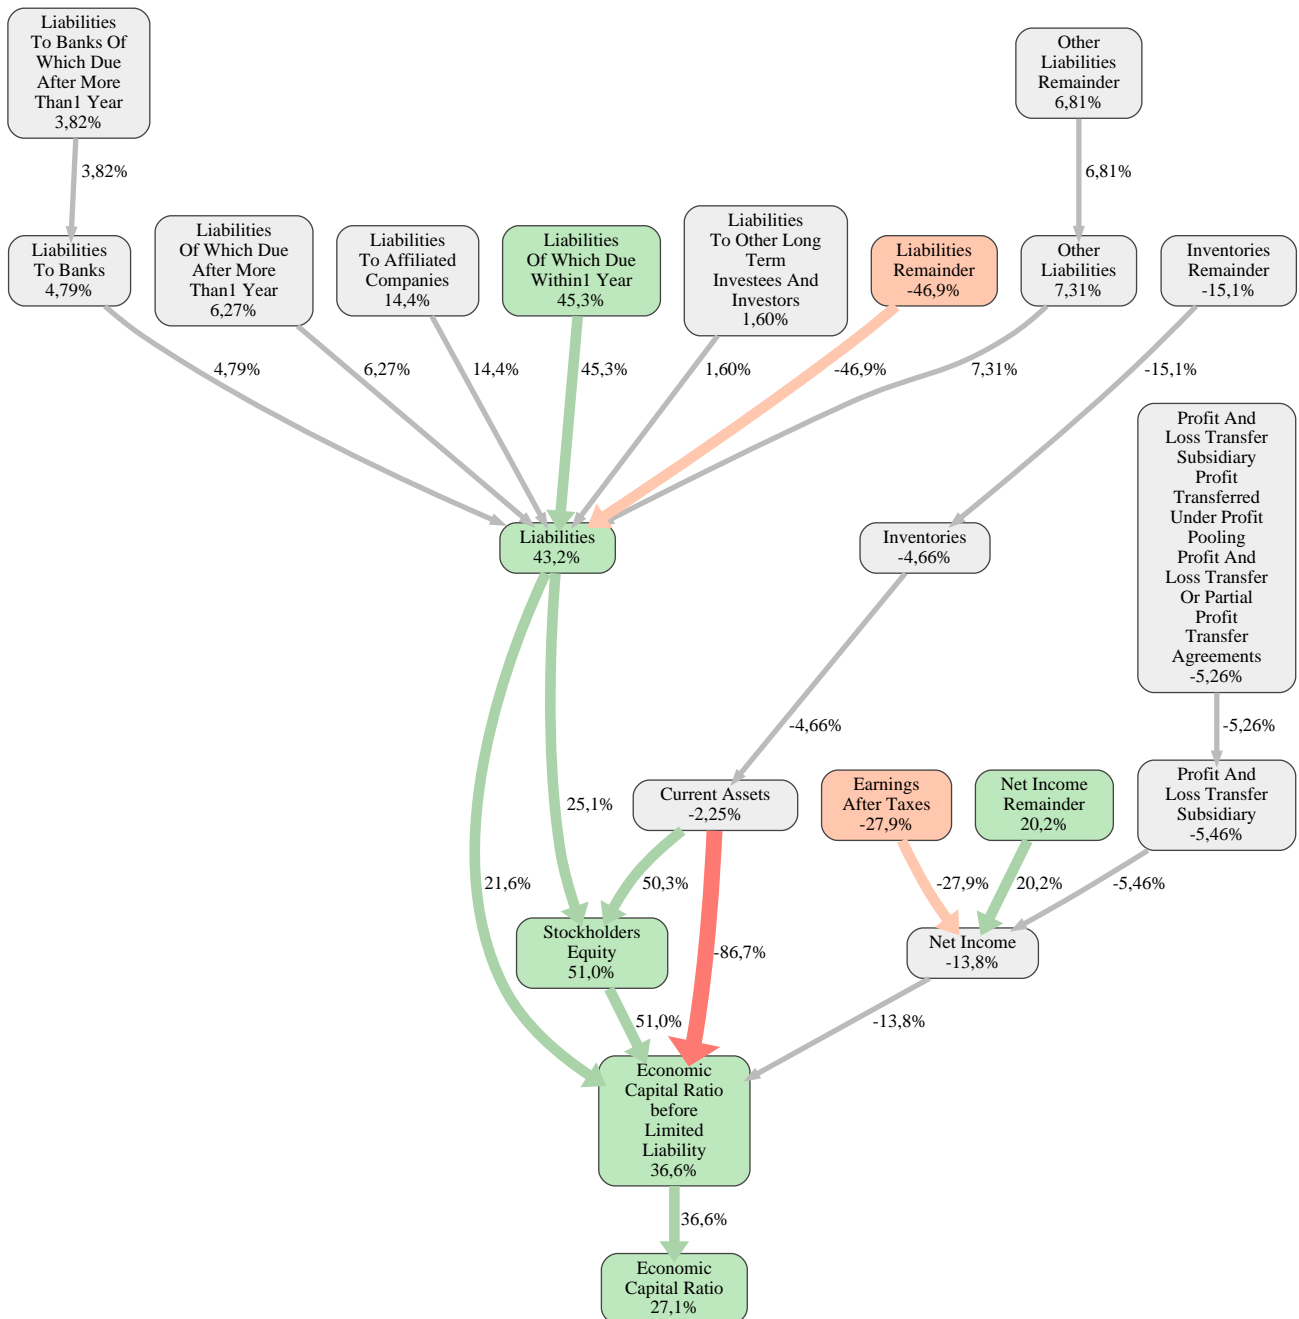 Liabilities
To Banks Of
Which Due
After More
Than1 Year
3,82%
Other
Liabilities
Remainder
6,81%
3,82%
6,81%
Liabilities
To Banks
4,79%
Liabilities
Of Which Due
After More
Than1 Year
6,27%
Liabilities
To Affiliated
Companies
14,4%
Liabilities
Of Which Due
Within1 Year
45,3%
Liabilities
To Other Long
Term
Investees And
Investors
1,60%
Liabilities
Remainder
-46,9%
Other
Liabilities
7,31%
Inventories
Remainder
-15,1%
4,79%
6,27%
14,4%
45,3%
1,60%
-46,9%
7,31%
-15,1%
Profit And
Loss Transfer
Subsidiary
Profit
Transferred
Under Profit
Pooling
Profit And
Loss Transfer
Or Partial
Profit
Transfer
Agreements
-5,26%
Liabilities
43,2%
Inventories
-4,66%
-4,66%
-5,26%
Current Assets
-2,25%
Earnings
After Taxes
-27,9%
Net Income
Remainder
20,2%
Profit And
Loss Transfer
Subsidiary
-5,46%
25,1%
21,6%
50,3%
-27,9%
20,2%
-5,46%
Stockholders
Equity
51,0%
-86,7%
Net Income
-13,8%
51,0%
-13,8%
Economic
Capital Ratio
before
Limited
Liability
36,6%
36,6%
Economic
Capital Ratio
27,1%